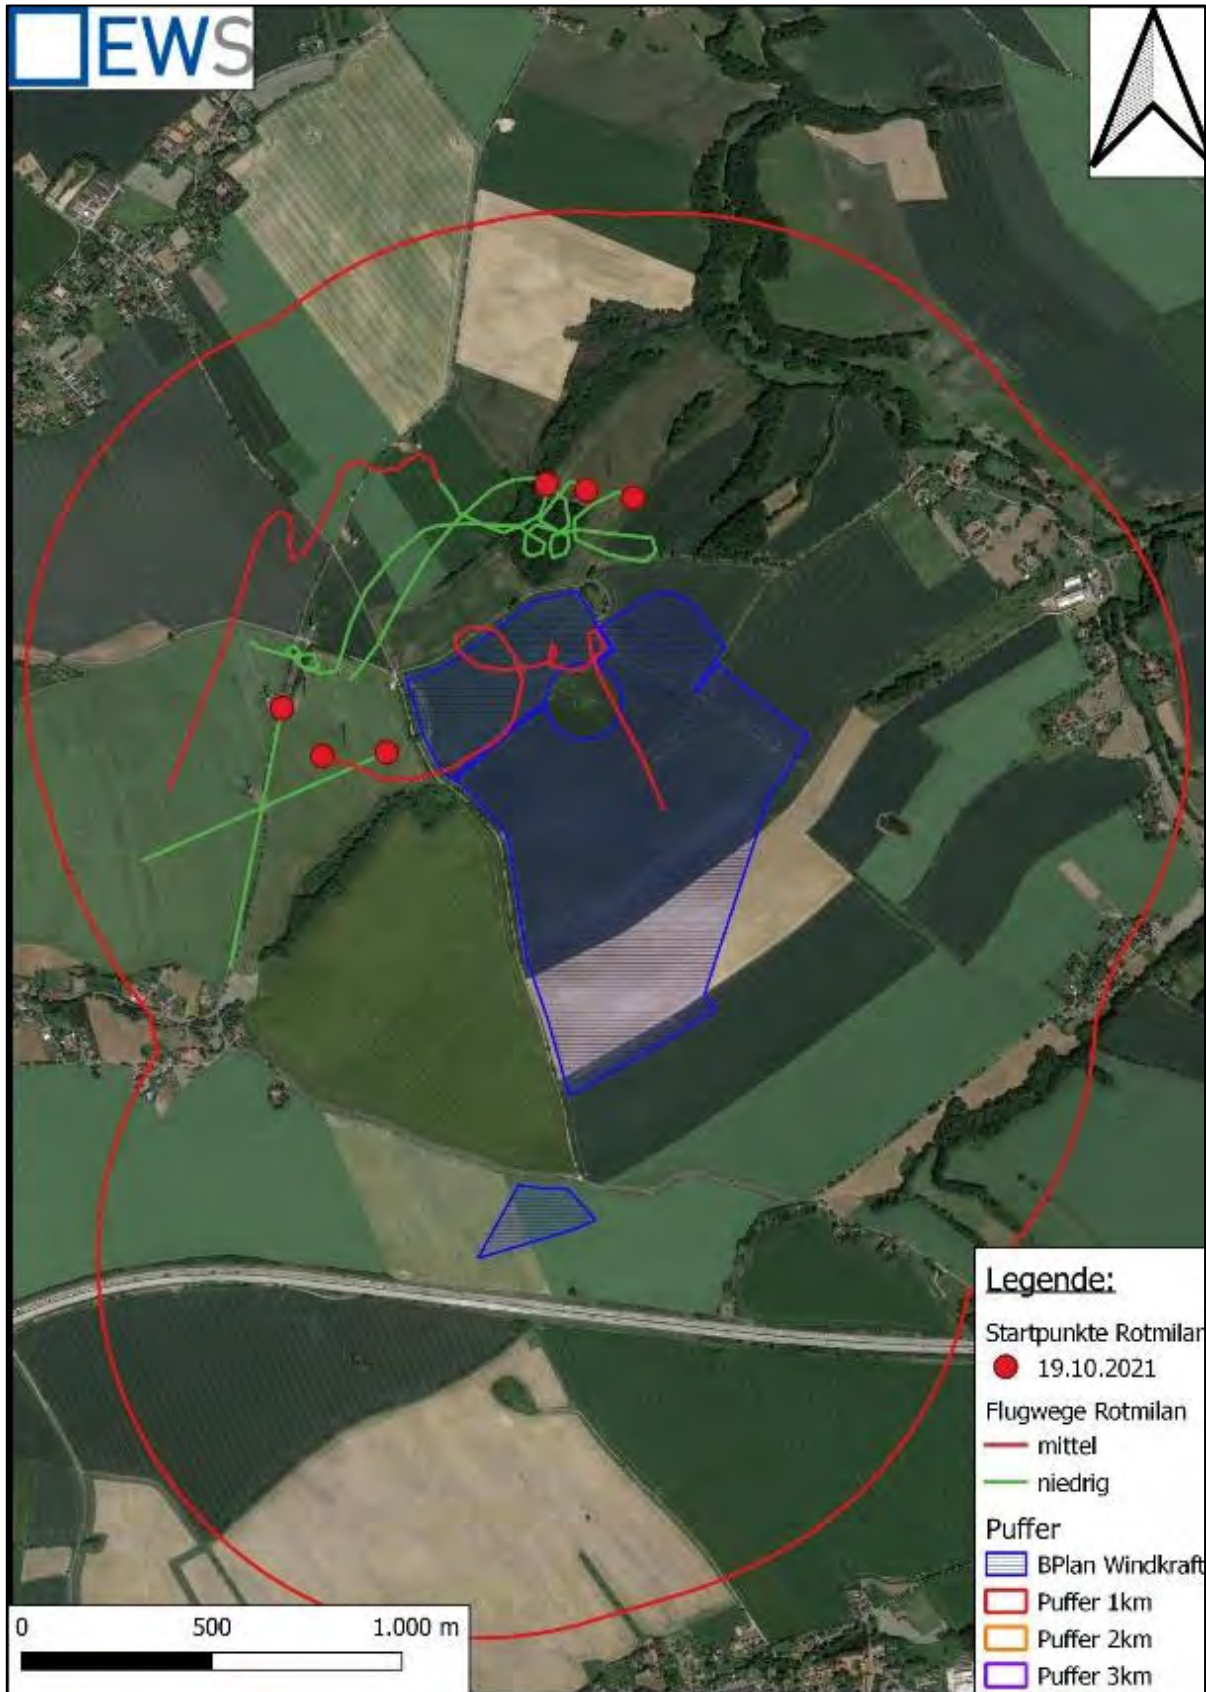 EWS
Legende:
Startpunkte Rotmilan
19.10.2021
Flugwege Rotmilan
mittel
niedrig
Puffer
BPlan Windkraft
Puffer 1km
Puffer 2km
Puffer 3km
0 500 1.000 m